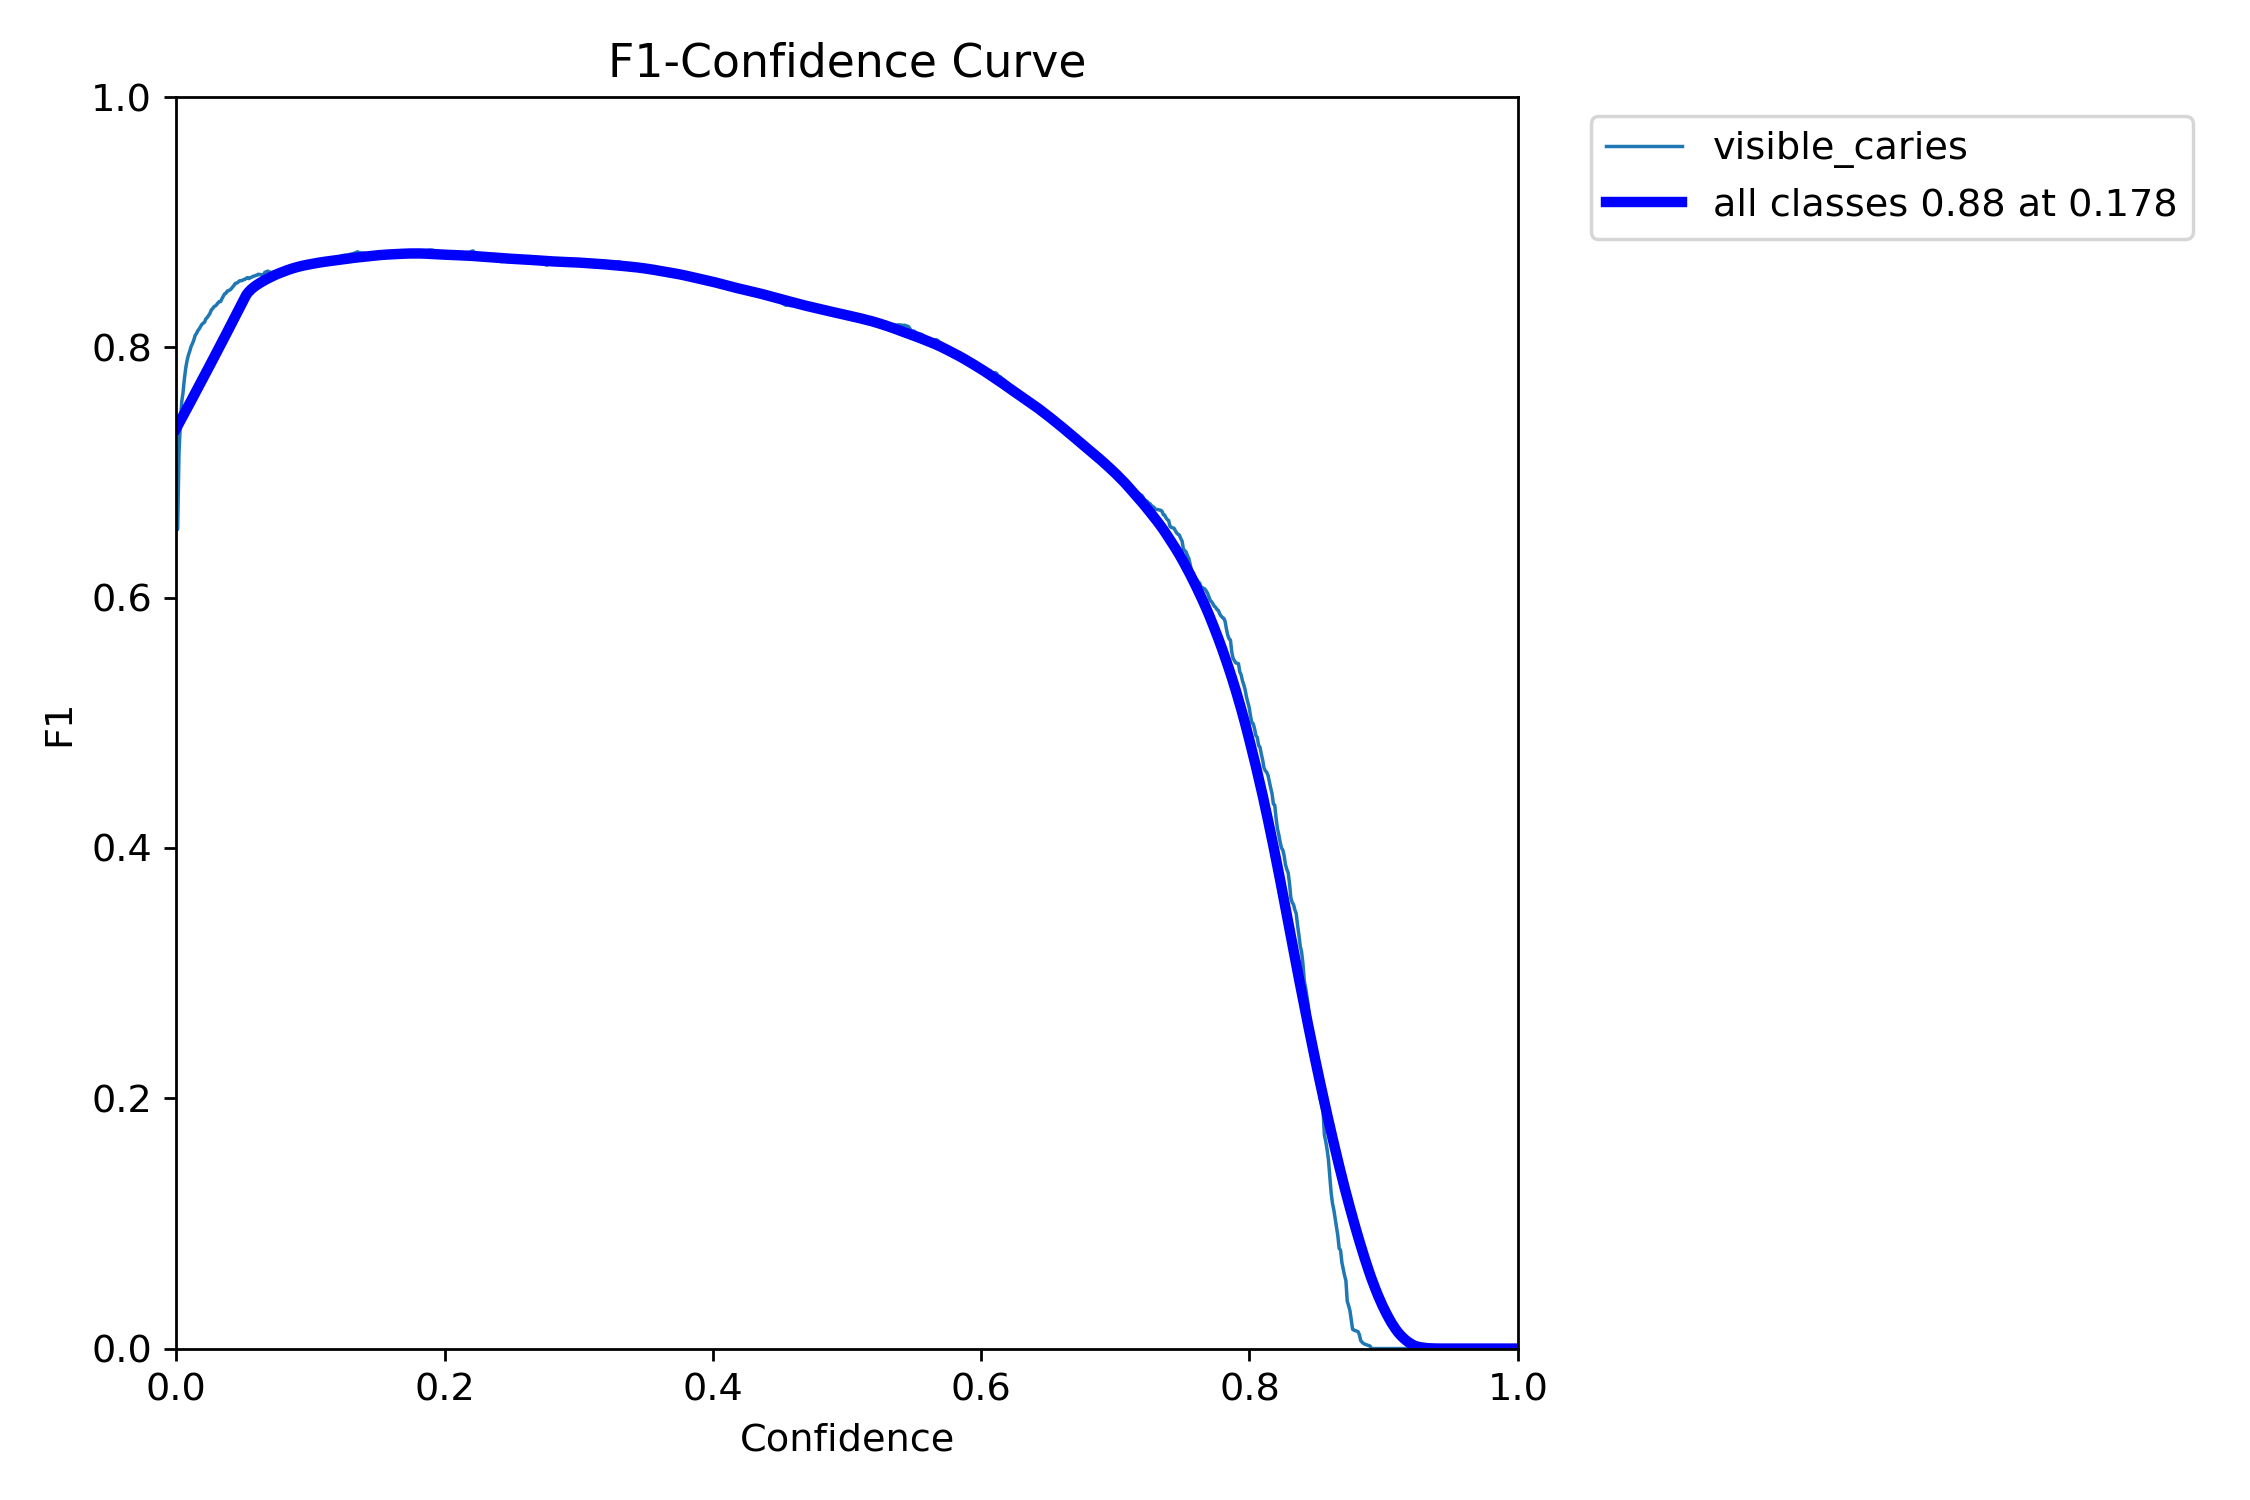 F1-Confidence Curve
visible_caries
all classes 0.88 at 0.178
F1
1.0
0.8
0.6
0.4
0.2
0.0
0.0 0.2 0.4 0.6 0.8 1.0
Confidence